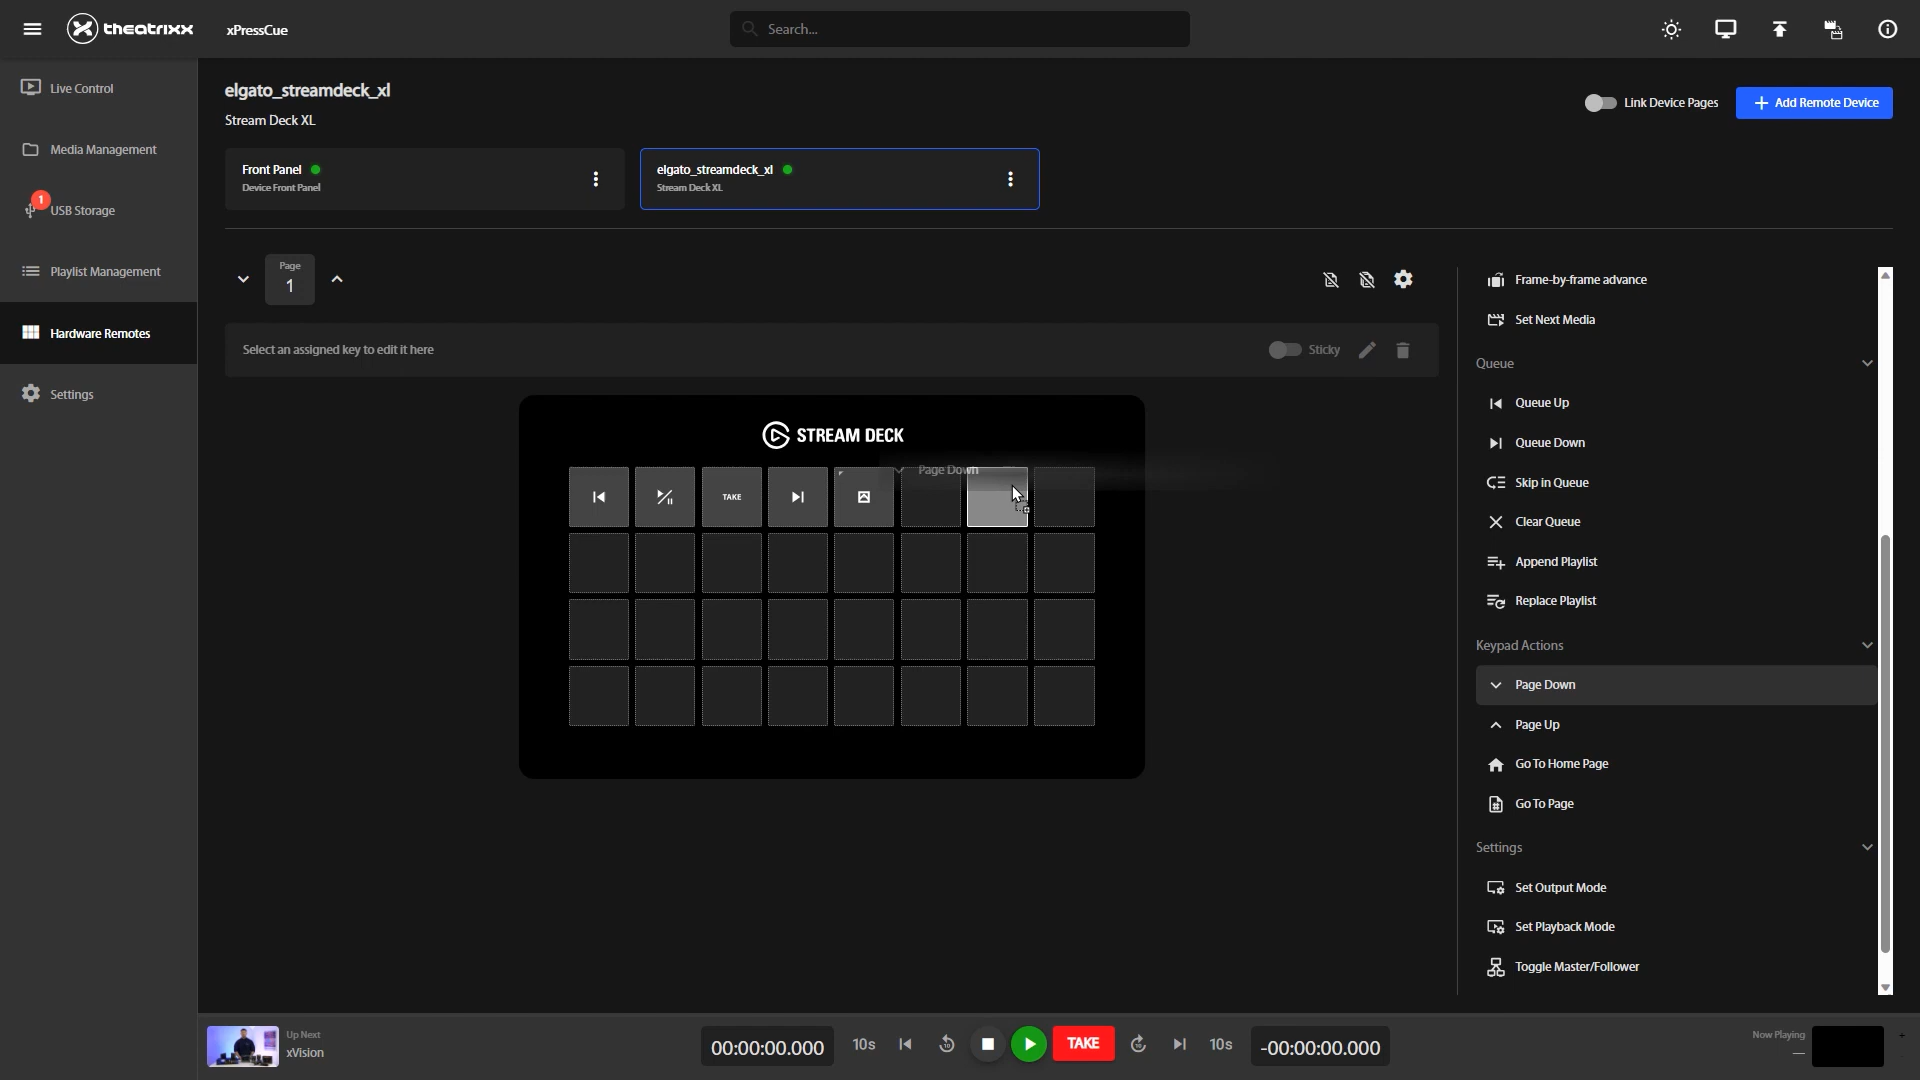 theatrixx
xPressCue
Search...
Live Control
Media Management
1
USB Storage
Playlist Management
Hardware Remotes
Settings
elgato_streamdeck_xl
Stream Deck XL
Link Device Pages
Add Remote Device
Front Panel
Device Front Panel
elgato_streamdeck_xl
Stream Deck XL
Page
1
Select an assigned key to edit it here
Sticky
STREAM DECK
Page Down
TAKE
Frame-by-frame advance
Set Next Media
Queue
Queue Up
Queue Down
Skip in Queue
Clear Queue
Append Playlist
Replace Playlist
Keypad Actions
Page Down
Page Up
Go To Home Page
Go To Page
Settings
Set Output Mode
Set Playback Mode
Toggle Master/Follower
Up Next
xVision
00:00:00.000
10s
TAKE
10s
-00:00:00.000
Now Playing
—